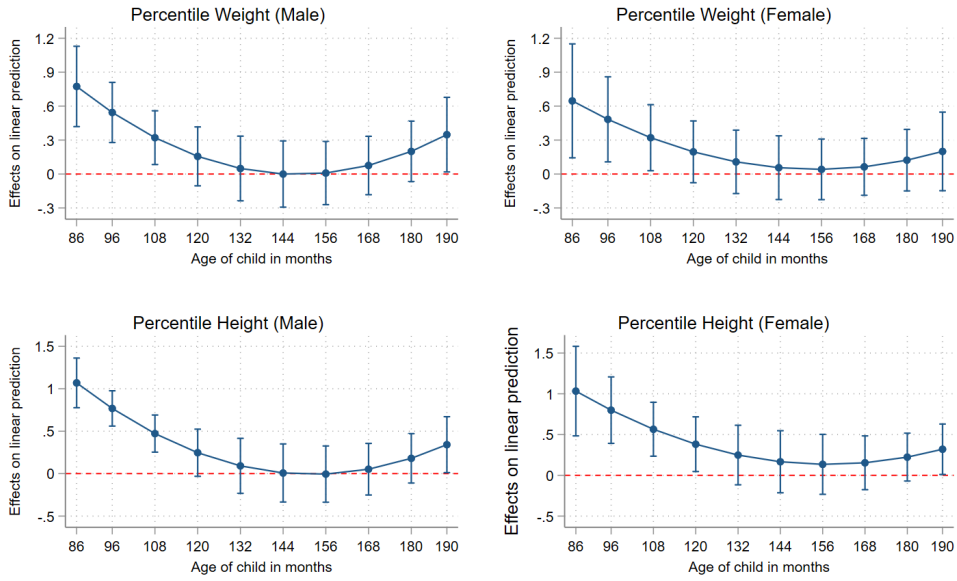 Percentile Weight (Male)
Effects on linear prediction
1.2
.9
.6
.3
0
-.3
86 96 108 120 132 144 156 168 180 190
Age of child in months
Percentile Weight (Female)
Effects on linear prediction
1.2
.9
.6
.3
0
-.3
86 96 108 120 132 144 156 168 180 190
Age of child in months
Percentile Height (Male)
Effects on linear prediction
1.5
1
.5
0
-.5
86 96 108 120 132 144 156 168 180 190
Age of child in months
Percentile Height (Female)
Effects on linear prediction
1.5
1
.5
0
-.5
86 96 108 120 132 144 156 168 180 190
Age of child in months